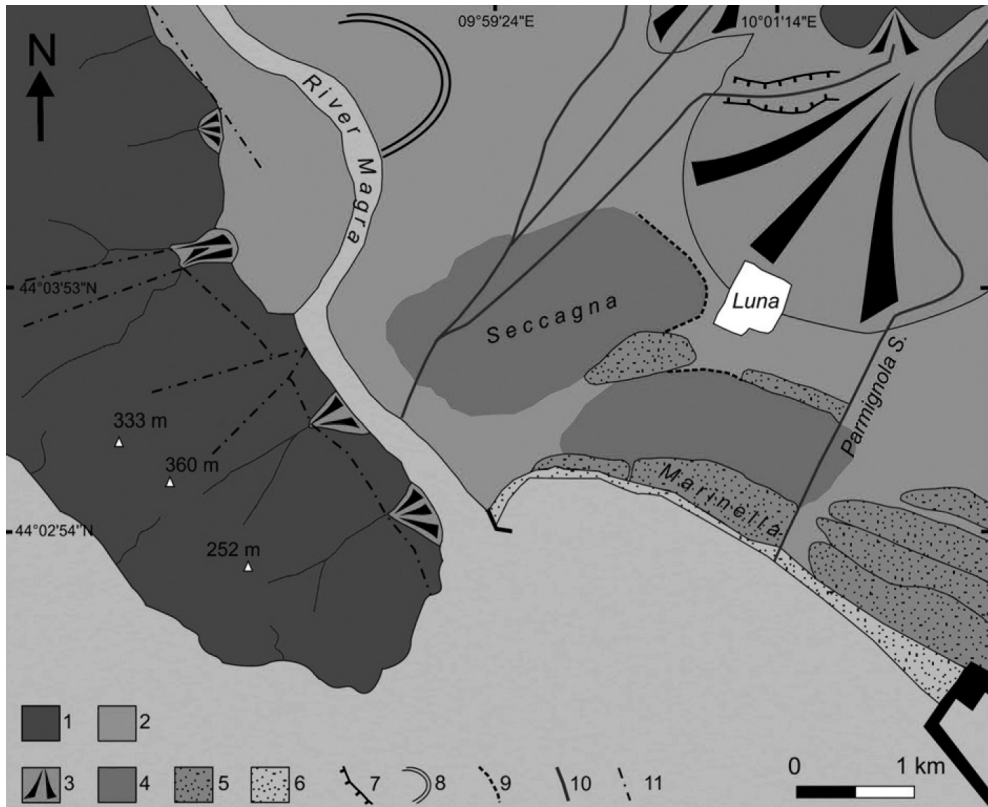 09°59'24"E
10°01'14"E
N
River Magra
44°03'53"N
Seccagna
Luna
Parmignola S.
333 m
360 m
Marinella
44°02'54"N
252 m
1
2
3
4
5
6
7
8
9
10
11
0
1 km